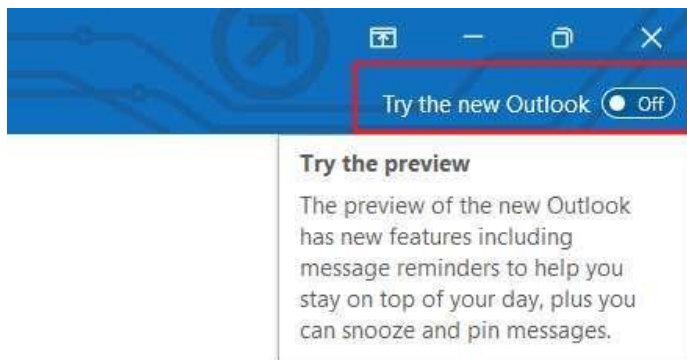 Try the new Outlook Off
Try the preview
The preview of the new Outlook
has new features including
message reminders to help you
stay on top of your day, plus you
can snooze and pin messages.